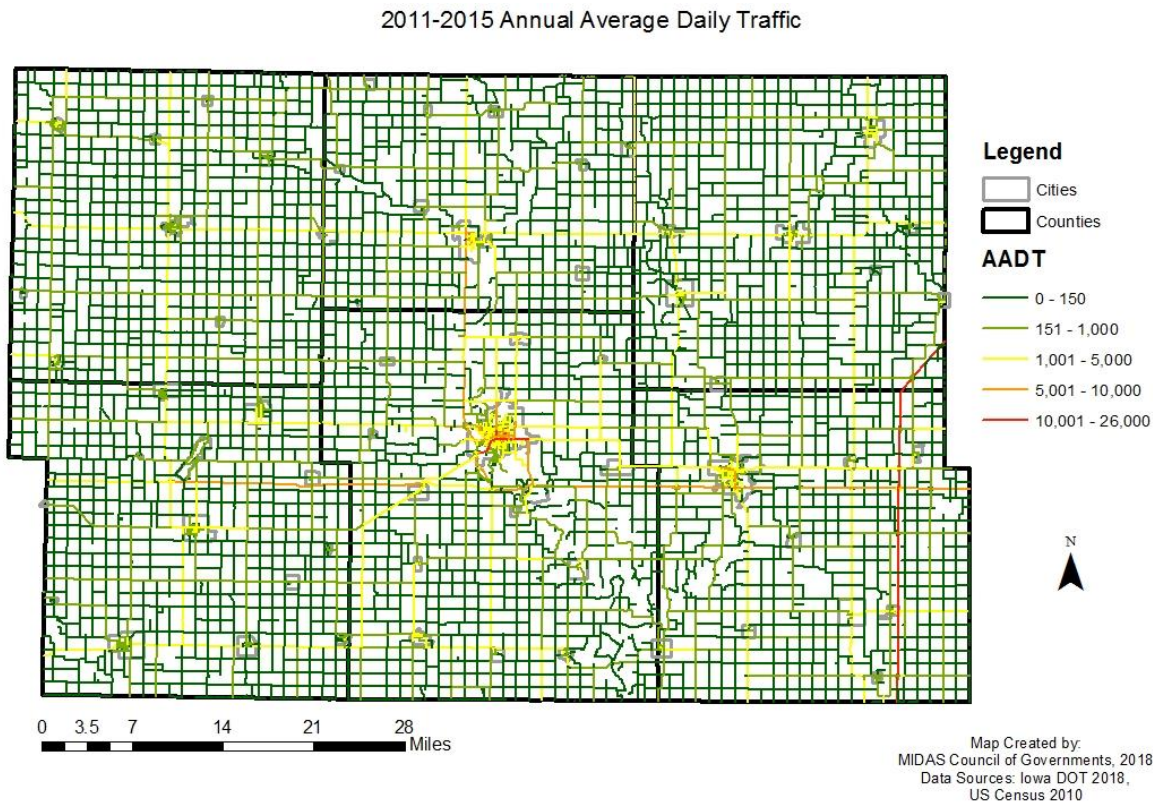 2011-2015 Annual Average Daily Traffic
Legend
Cities
Counties
AADT
0 - 150
151 - 1,000
1,001 - 5,000
5,001 - 10,000
10,001 - 26,000
N
0 3.5 7 14 21 28
Miles
Map Created by:
MIDAS Council of Governments, 2018
Data Sources: Iowa DOT 2018,
US Census 2010